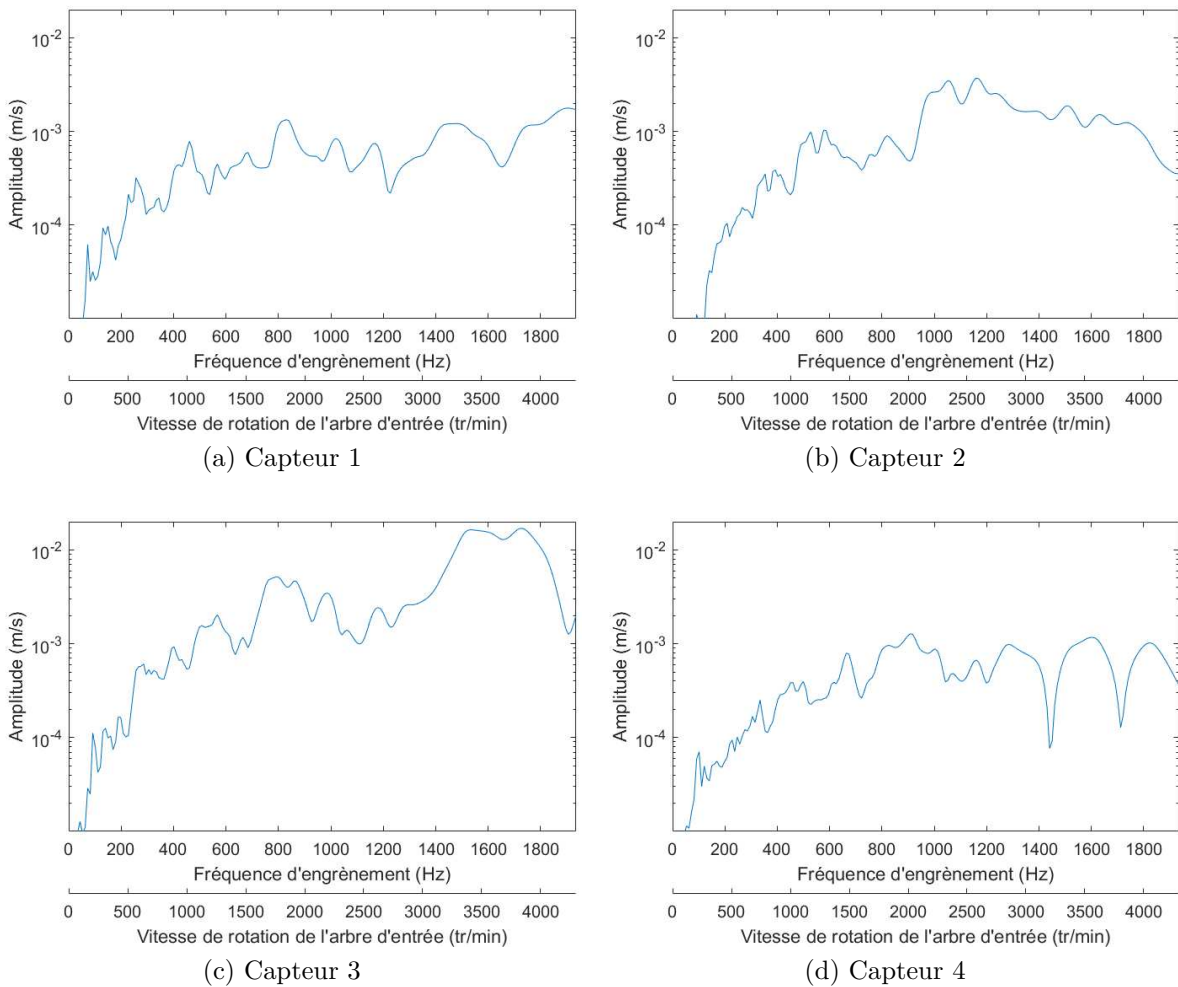 10-2
10-3
10-4
Amplitude (m/s)
0 200 400 600 800 1000 1200 1400 1600 1800
Fréquence d'engrènement (Hz)
0 500 1000 1500 2000 2500 3000 3500 4000
Vitesse de rotation de l'arbre d'entrée (tr/min)
(a) Capteur 1
10-2
10-3
10-4
Amplitude (m/s)
0 200 400 600 800 1000 1200 1400 1600 1800
Fréquence d'engrènement (Hz)
0 500 1000 1500 2000 2500 3000 3500 4000
Vitesse de rotation de l'arbre d'entrée (tr/min)
(b) Capteur 2
10-2
10-3
10-4
Amplitude (m/s)
0 200 400 600 800 1000 1200 1400 1600 1800
Fréquence d'engrènement (Hz)
0 500 1000 1500 2000 2500 3000 3500 4000
Vitesse de rotation de l'arbre d'entrée (tr/min)
(c) Capteur 3
10-2
10-3
10-4
Amplitude (m/s)
0 200 400 600 800 1000 1200 1400 1600 1800
Fréquence d'engrènement (Hz)
0 500 1000 1500 2000 2500 3000 3500 4000
Vitesse de rotation de l'arbre d'entrée (tr/min)
(d) Capteur 4